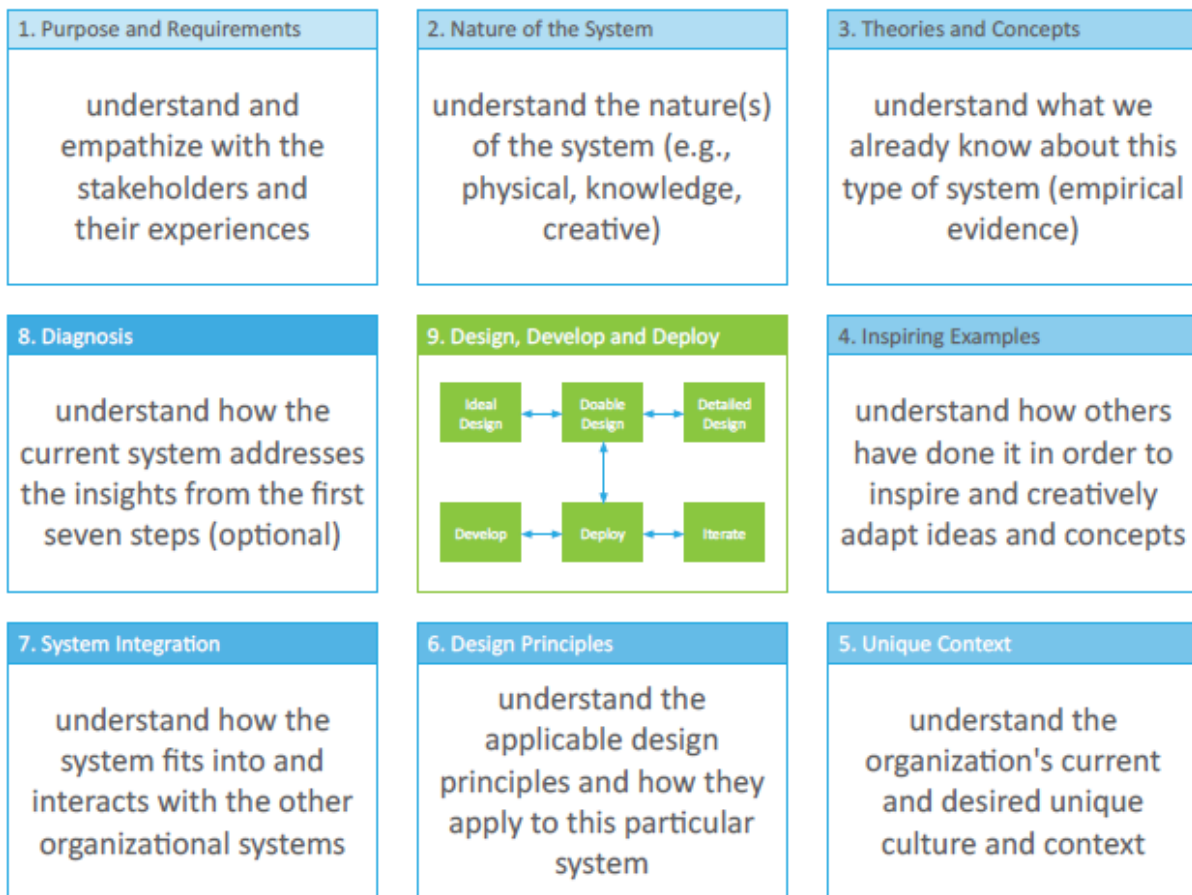 1. Purpose and Requirements
understand and
empathize with the
stakeholders and
their experiences
2. Nature of the System
understand the nature(s)
of the system (e.g.,
physical, knowledge,
creative)
3. Theories and Concepts
understand what we
already know about this
type of system (empirical
evidence)
8. Diagnosis
understand how the
current system addresses
the insights from the first
seven steps (optional)
9. Design, Develop and Deploy
Ideal
Design
Doable
Design
Detailed
Design
Develop
Deploy
Iterate
4. Inspiring Examples
understand how others
have done it in order to
inspire and creatively
adapt ideas and concepts
7. System Integration
understand how the
system fits into and
interacts with the other
organizational systems
6. Design Principles
understand the
applicable design
principles and how they
apply to this particular
system
5. Unique Context
understand the
organization's current
and desired unique
culture and context